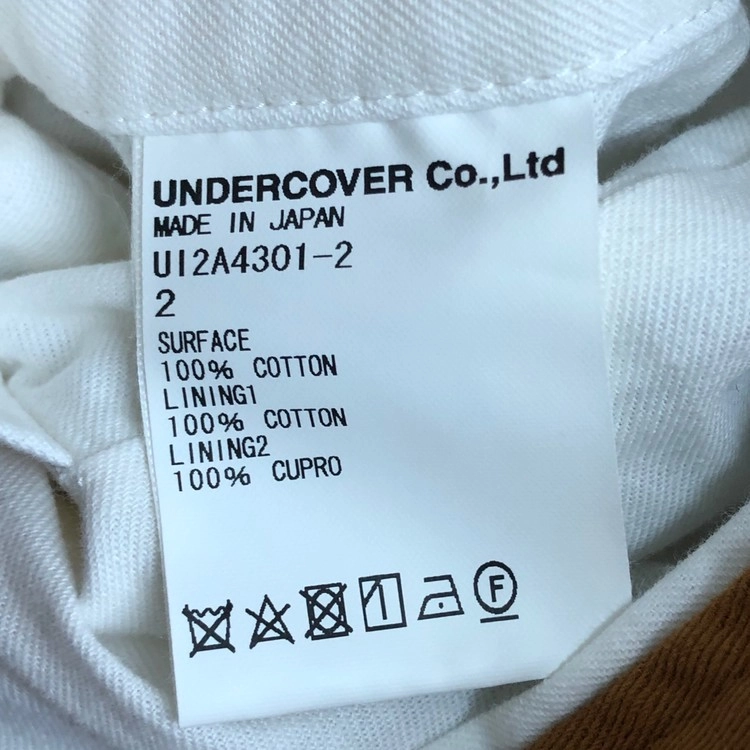 UNDERCOVER Co.,Ltd
MADE IN JAPAN
UI2A4301-2
2
SURFACE
100% COTTON
LINING1
100% COTTON
LINING2
100% CUPRO
F